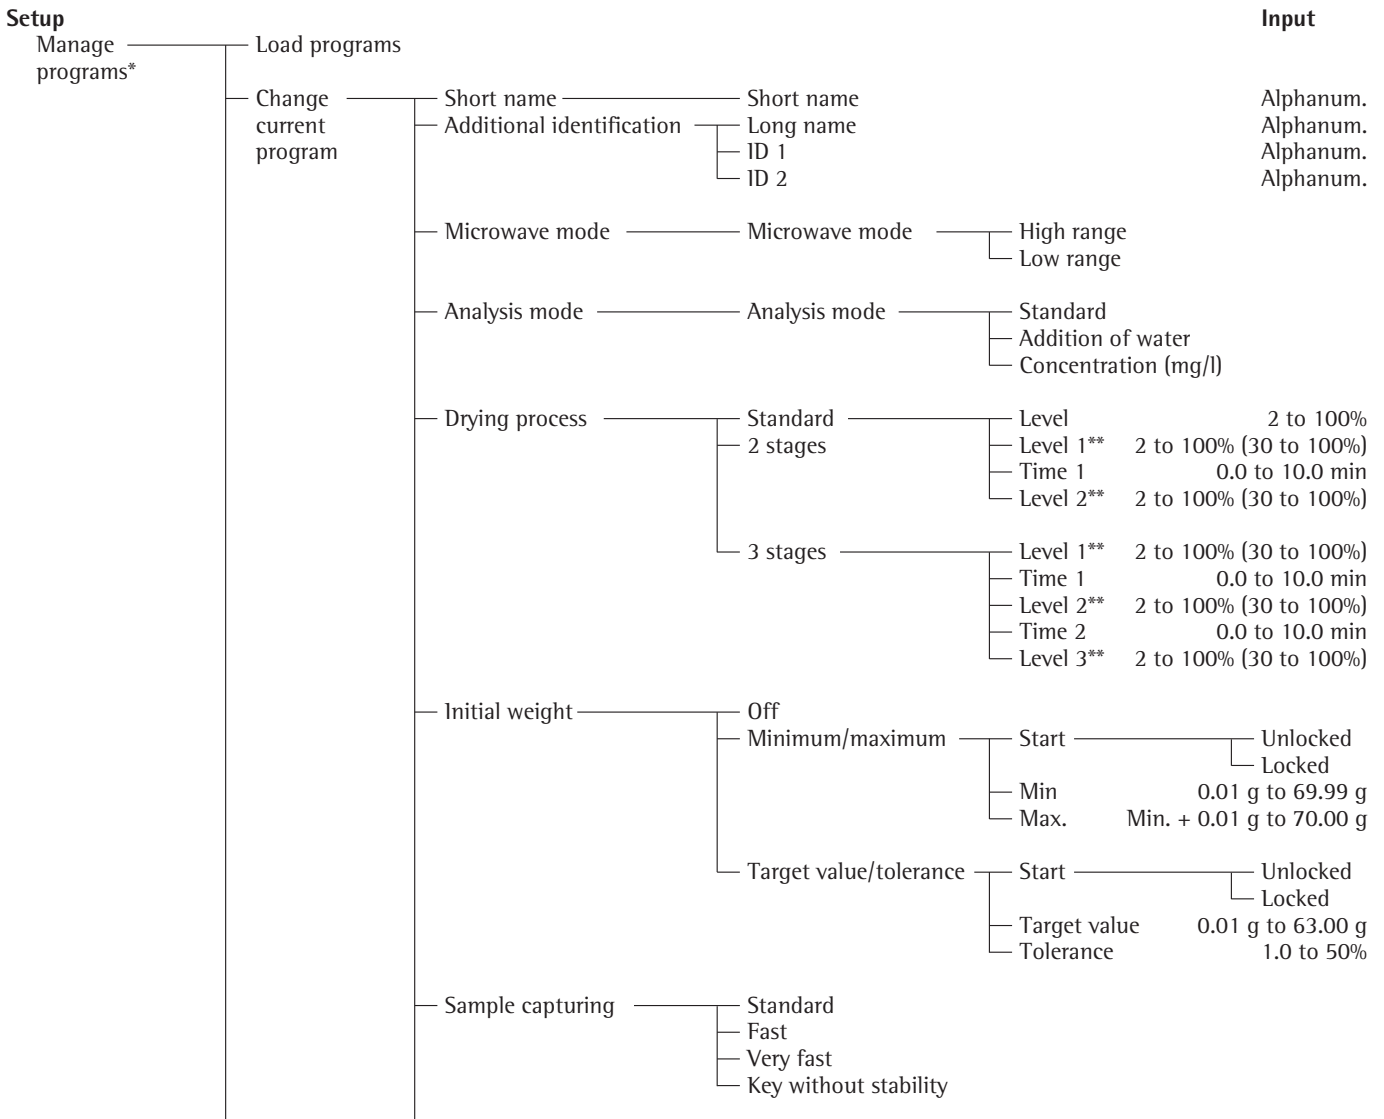 Setup Input
Manage Load programs
programs*
Change Short name Short name Alphanum.
current Additional identification Long name Alphanum.
program ID 1 Alphanum.
ID 2 Alphanum.
Microwave mode Microwave mode High range
Low range
Analysis mode Analysis mode Standard
Addition of water
Concentration (mg/l)
Drying process Standard Level 2 to 100%
2 stages Level 1** 2 to 100% (30 to 100%)
Time 1 0.0 to 10.0 min
Level 2** 2 to 100% (30 to 100%)
3 stages Level 1** 2 to 100% (30 to 100%)
Time 1 0.0 to 10.0 min
Level 2** 2 to 100% (30 to 100%)
Time 2 0.0 to 10.0 min
Level 3** 2 to 100% (30 to 100%)
Initial weight Off
Minimum/maximum Start Unlocked
Locked
Min 0.01 g to 69.99 g
Max. Min. + 0.01 g to 70.00 g
Target value/tolerance Start Unlocked
Locked
Target value 0.01 g to 63.00 g
Tolerance 1.0 to 50%
Sample capturing Standard
Fast
Very fast
Key without stability